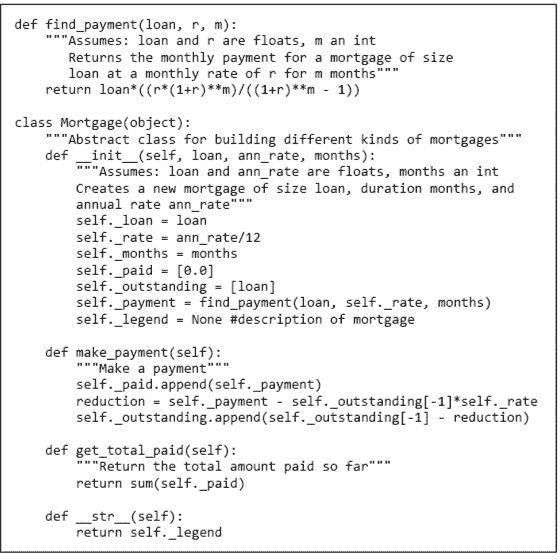 def find_payment(loan, r, m):
    """Assumes: loan and r are floats, m an int
       Returns the monthly payment for a mortgage of size
       loan at a monthly rate of r for m months"""
    return loan*((r*(1+r)**m)/((1+r)**m - 1))

class Mortgage(object):
    """Abstract class for building different kinds of mortgages"""
    def __init__(self, loan, ann_rate, months):
        """Assumes: loan and ann_rate are floats, months an int
        Creates a new mortgage of size loan, duration months, and
        annual rate ann_rate"""
        self._loan = loan
        self._rate = ann_rate/12
        self._months = months
        self._paid = [0.0]
        self._outstanding = [loan]
        self._payment = find_payment(loan, self._rate, months)
        self._legend = None #description of mortgage

    def make_payment(self):
        """Make a payment"""
        self._paid.append(self._payment)
        reduction = self._payment - self._outstanding[-1]*self._rate
        self._outstanding.append(self._outstanding[-1] - reduction)

    def get_total_paid(self):
        """Return the total amount paid so far"""
        return sum(self._paid)

    def __str__(self):
        return self._legend